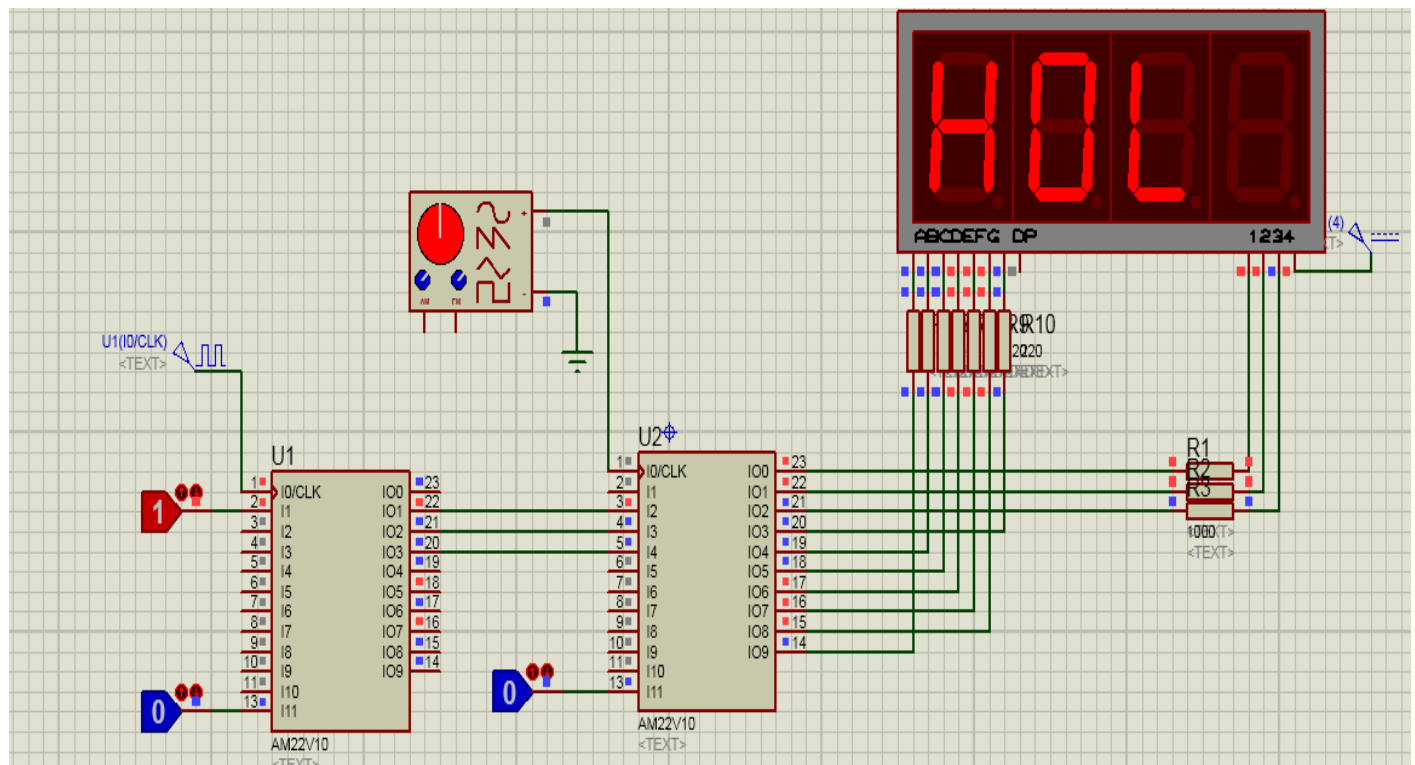 HOL
ABCDEFG DP
1234
(4)
AM
FM
U1(I0/CLK)
<TEXT>
R10
220
U1
1
0
1 I0/CLK
2 I1
3 I2
4 I3
5 I4
6 I5
7 I6
8 I7
9 I8
10 I9
11 I10
13 I11
IO0 23
IO1 22
IO2 21
IO3 20
IO4 19
IO5 18
IO6 17
IO7 16
IO8 15
IO9 14
AM22V10
<TEXT>
U2
0
1 I0/CLK
2 I1
3 I2
4 I3
5 I4
6 I5
7 I6
8 I7
9 I8
10 I9
11 I10
13 I11
IO0 23
IO1 22
IO2 21
IO3 20
IO4 19
IO5 18
IO6 17
IO7 16
IO8 15
IO9 14
AM22V10
<TEXT>
R1
R2
R3
<TEXT>